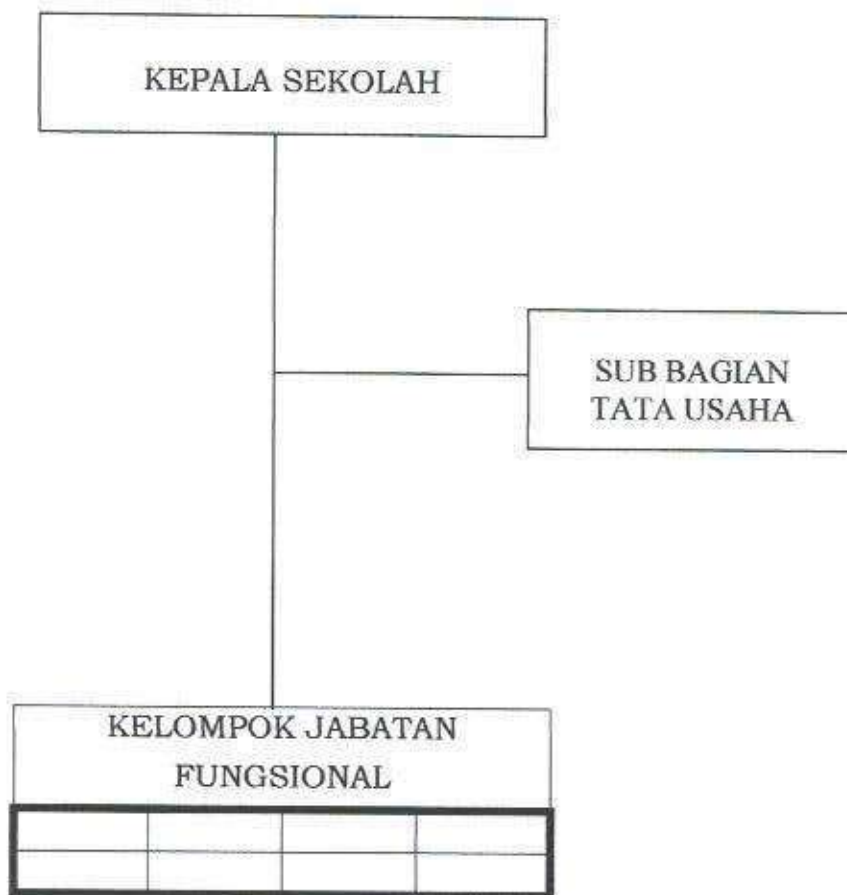 KEPALA SEKOLAH
SUB BAGIAN
TATA USAHA
KELOMPOK JABATAN
FUNGSIONAL